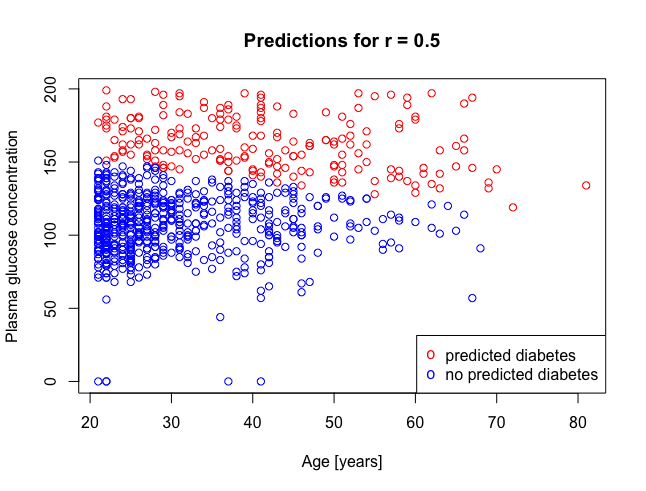 Predictions for r = 0.5
Plasma glucose concentration
200
150
100
50
0
20 30 40 50 60 70 80
Age [years]
predicted diabetes
no predicted diabetes